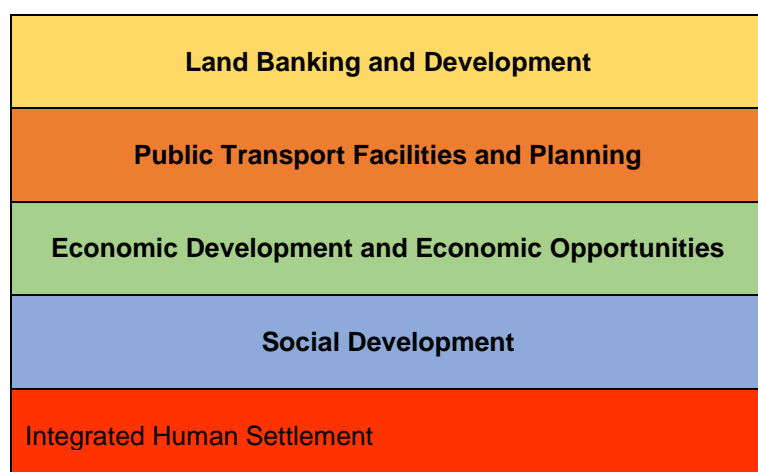 Land Banking and Development
Public Transport Facilities and Planning
Economic Development and Economic Opportunities
Social Development
Integrated Human Settlement